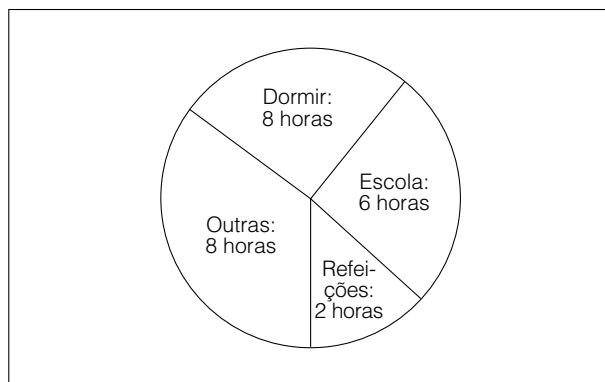 Dormir:
8 horas
Escola:
6 horas
Outras:
8 horas
Refei-
ções:
2 horas